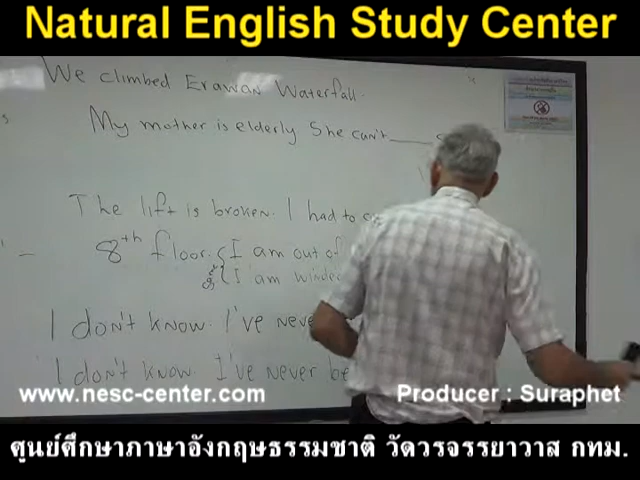 Natural English Study Center
We climbed Erawan Waterfall.
My mother is elderly She can't ____
The lift is broken. I had to
8th floor. I am out of
I am winded
I don't know. I've never
I don't know. I've never be
www.nesc-center.com
Producer : Suraphet
ศูนย์ศึกษาภาษาอังกฤษธรรมชาติ วัดวรจรรยาวาส กทม.